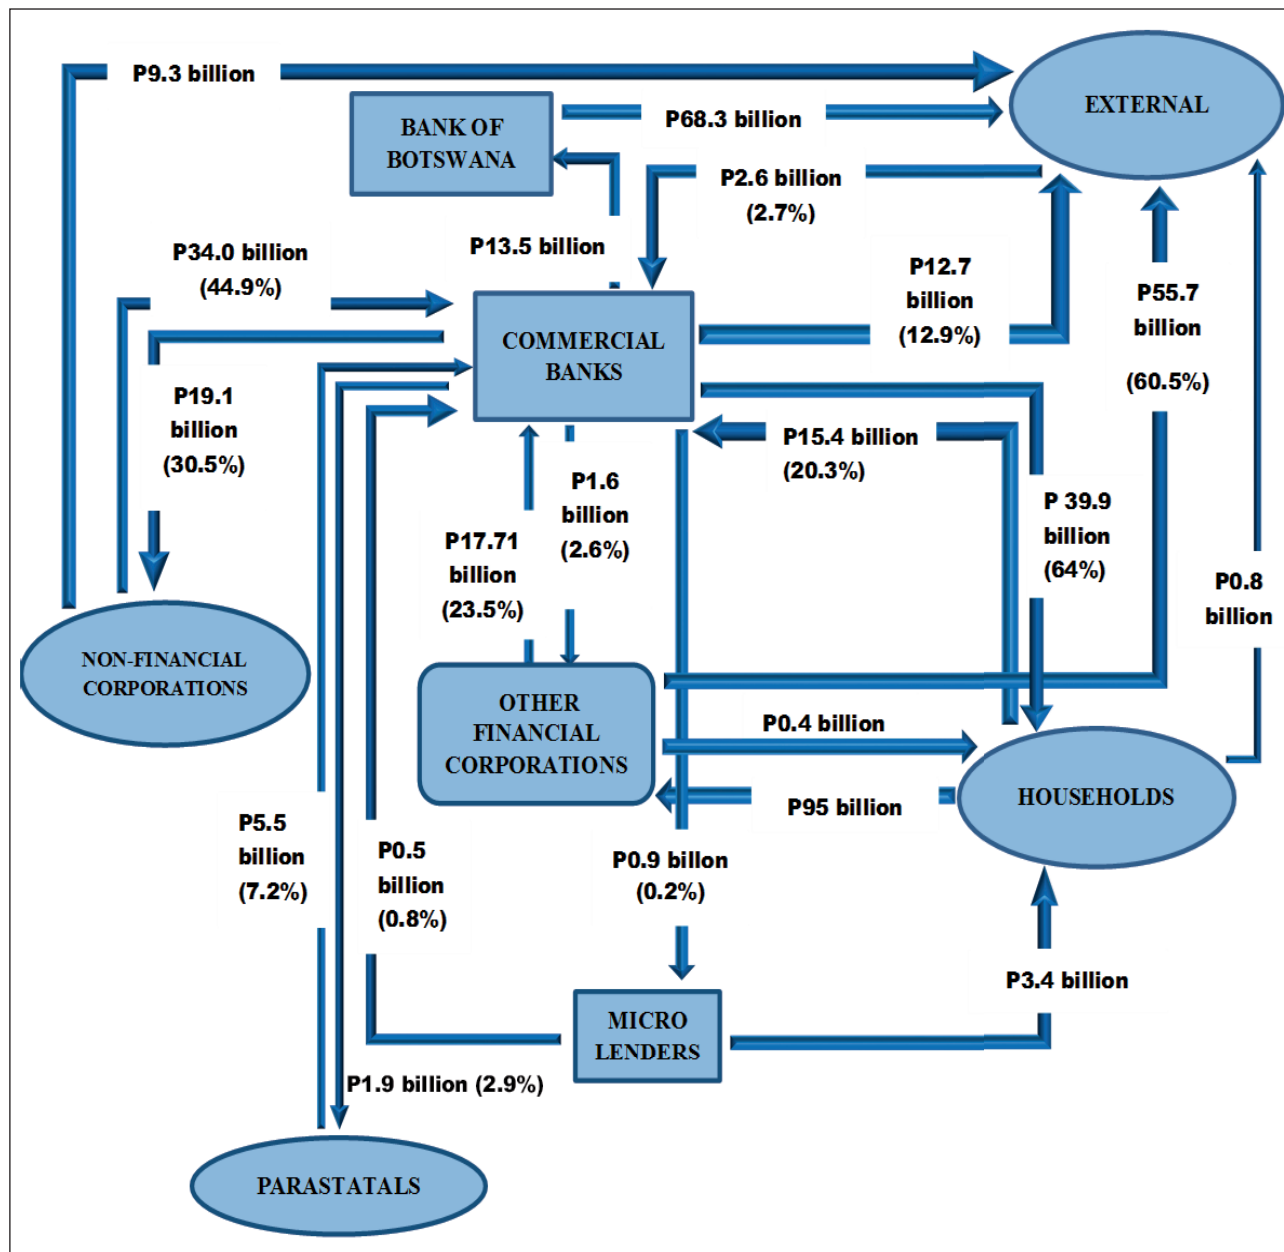 P9.3 billion
EXTERNAL
BANK OF
BOTSWANA
P68.3 billion
P2.6 billion
(2.7%)
P13.5 billion
P34.0 billion
(44.9%)
P12.7
billion
(12.9%)
P55.7
billion
(60.5%)
COMMERCIAL
BANKS
P19.1
billion
(30.5%)
P15.4 billion
(20.3%)
P1.6
billion
(2.6%)
P 39.9
billion
(64%)
P17.71
billion
(23.5%)
P0.8
billion
NON-FINANCIAL
CORPORATIONS
OTHER
FINANCIAL
CORPORATIONS
P0.4 billion
HOUSEHOLDS
P95 billion
P5.5
billion
(7.2%)
P0.5
billion
(0.8%)
P0.9 billon
(0.2%)
P3.4 billion
MICRO
LENDERS
P1.9 billion (2.9%)
PARASTATALS